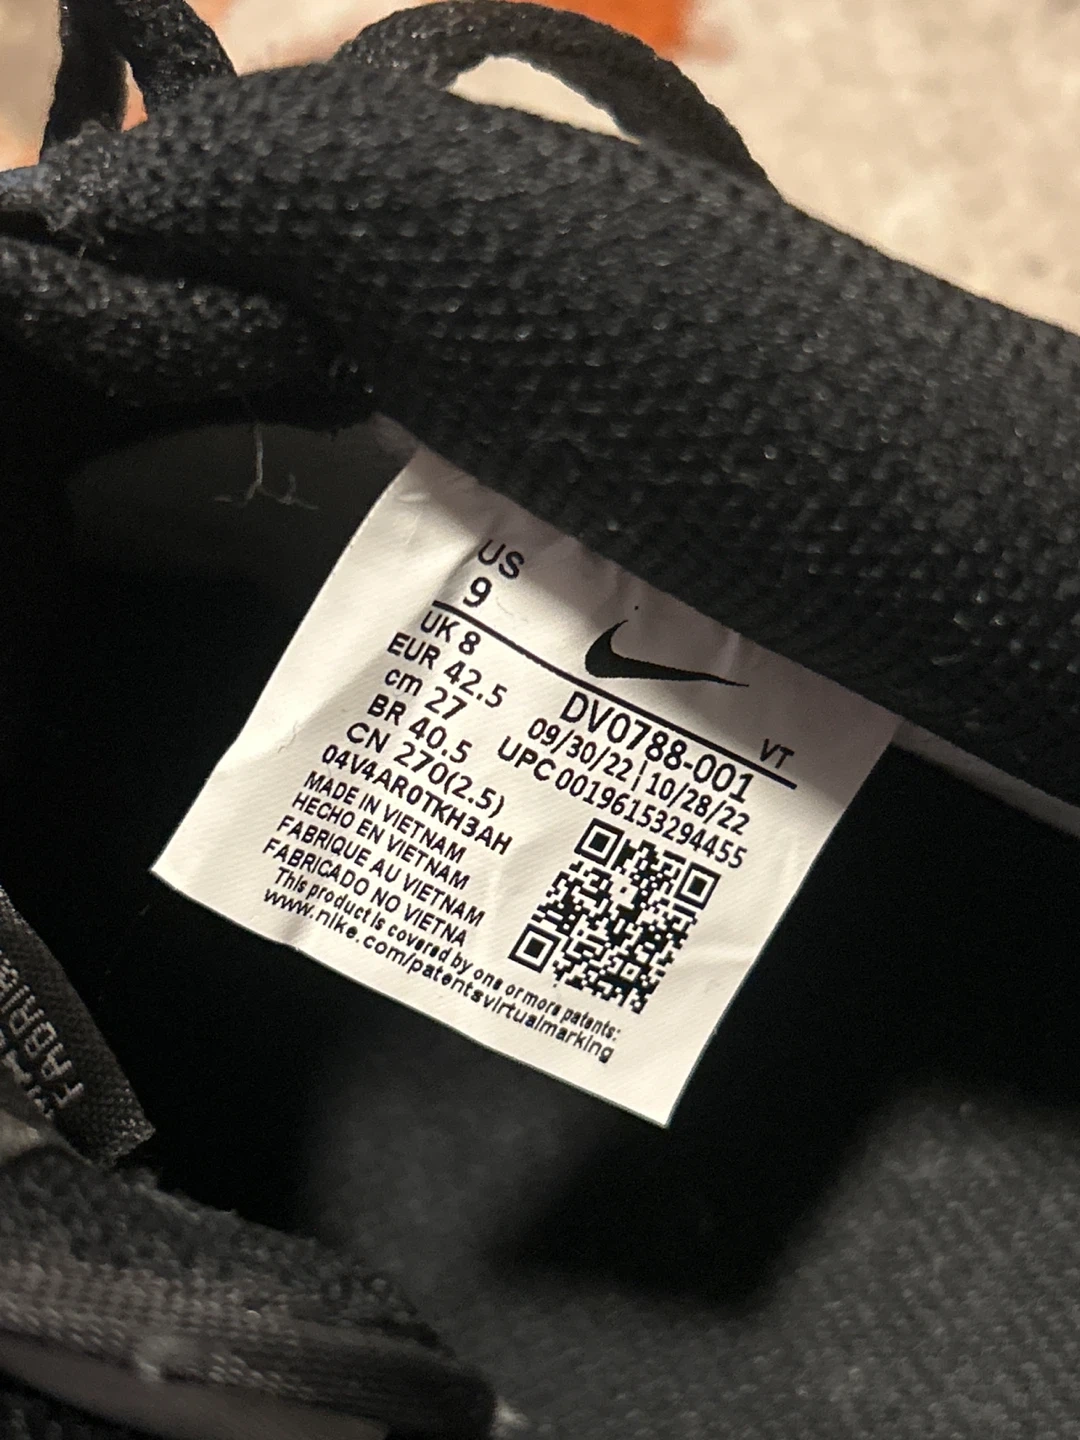 US
9
UK 8
EUR 42.5
cm 27
BR 40.5
CN 270(2.5)
04V4AR0TKH3AH
MADE IN VIETNAM
HECHO EN VIETNAM
FABRIQUE AU VIETNAM
FABRICADO NO VIETNA
This product is covered by one or more patents:
www.nike.com/patentsvirtualmarking
VT
DV0788-001
09/30/22 | 10/28/22
UPC 00196153294455